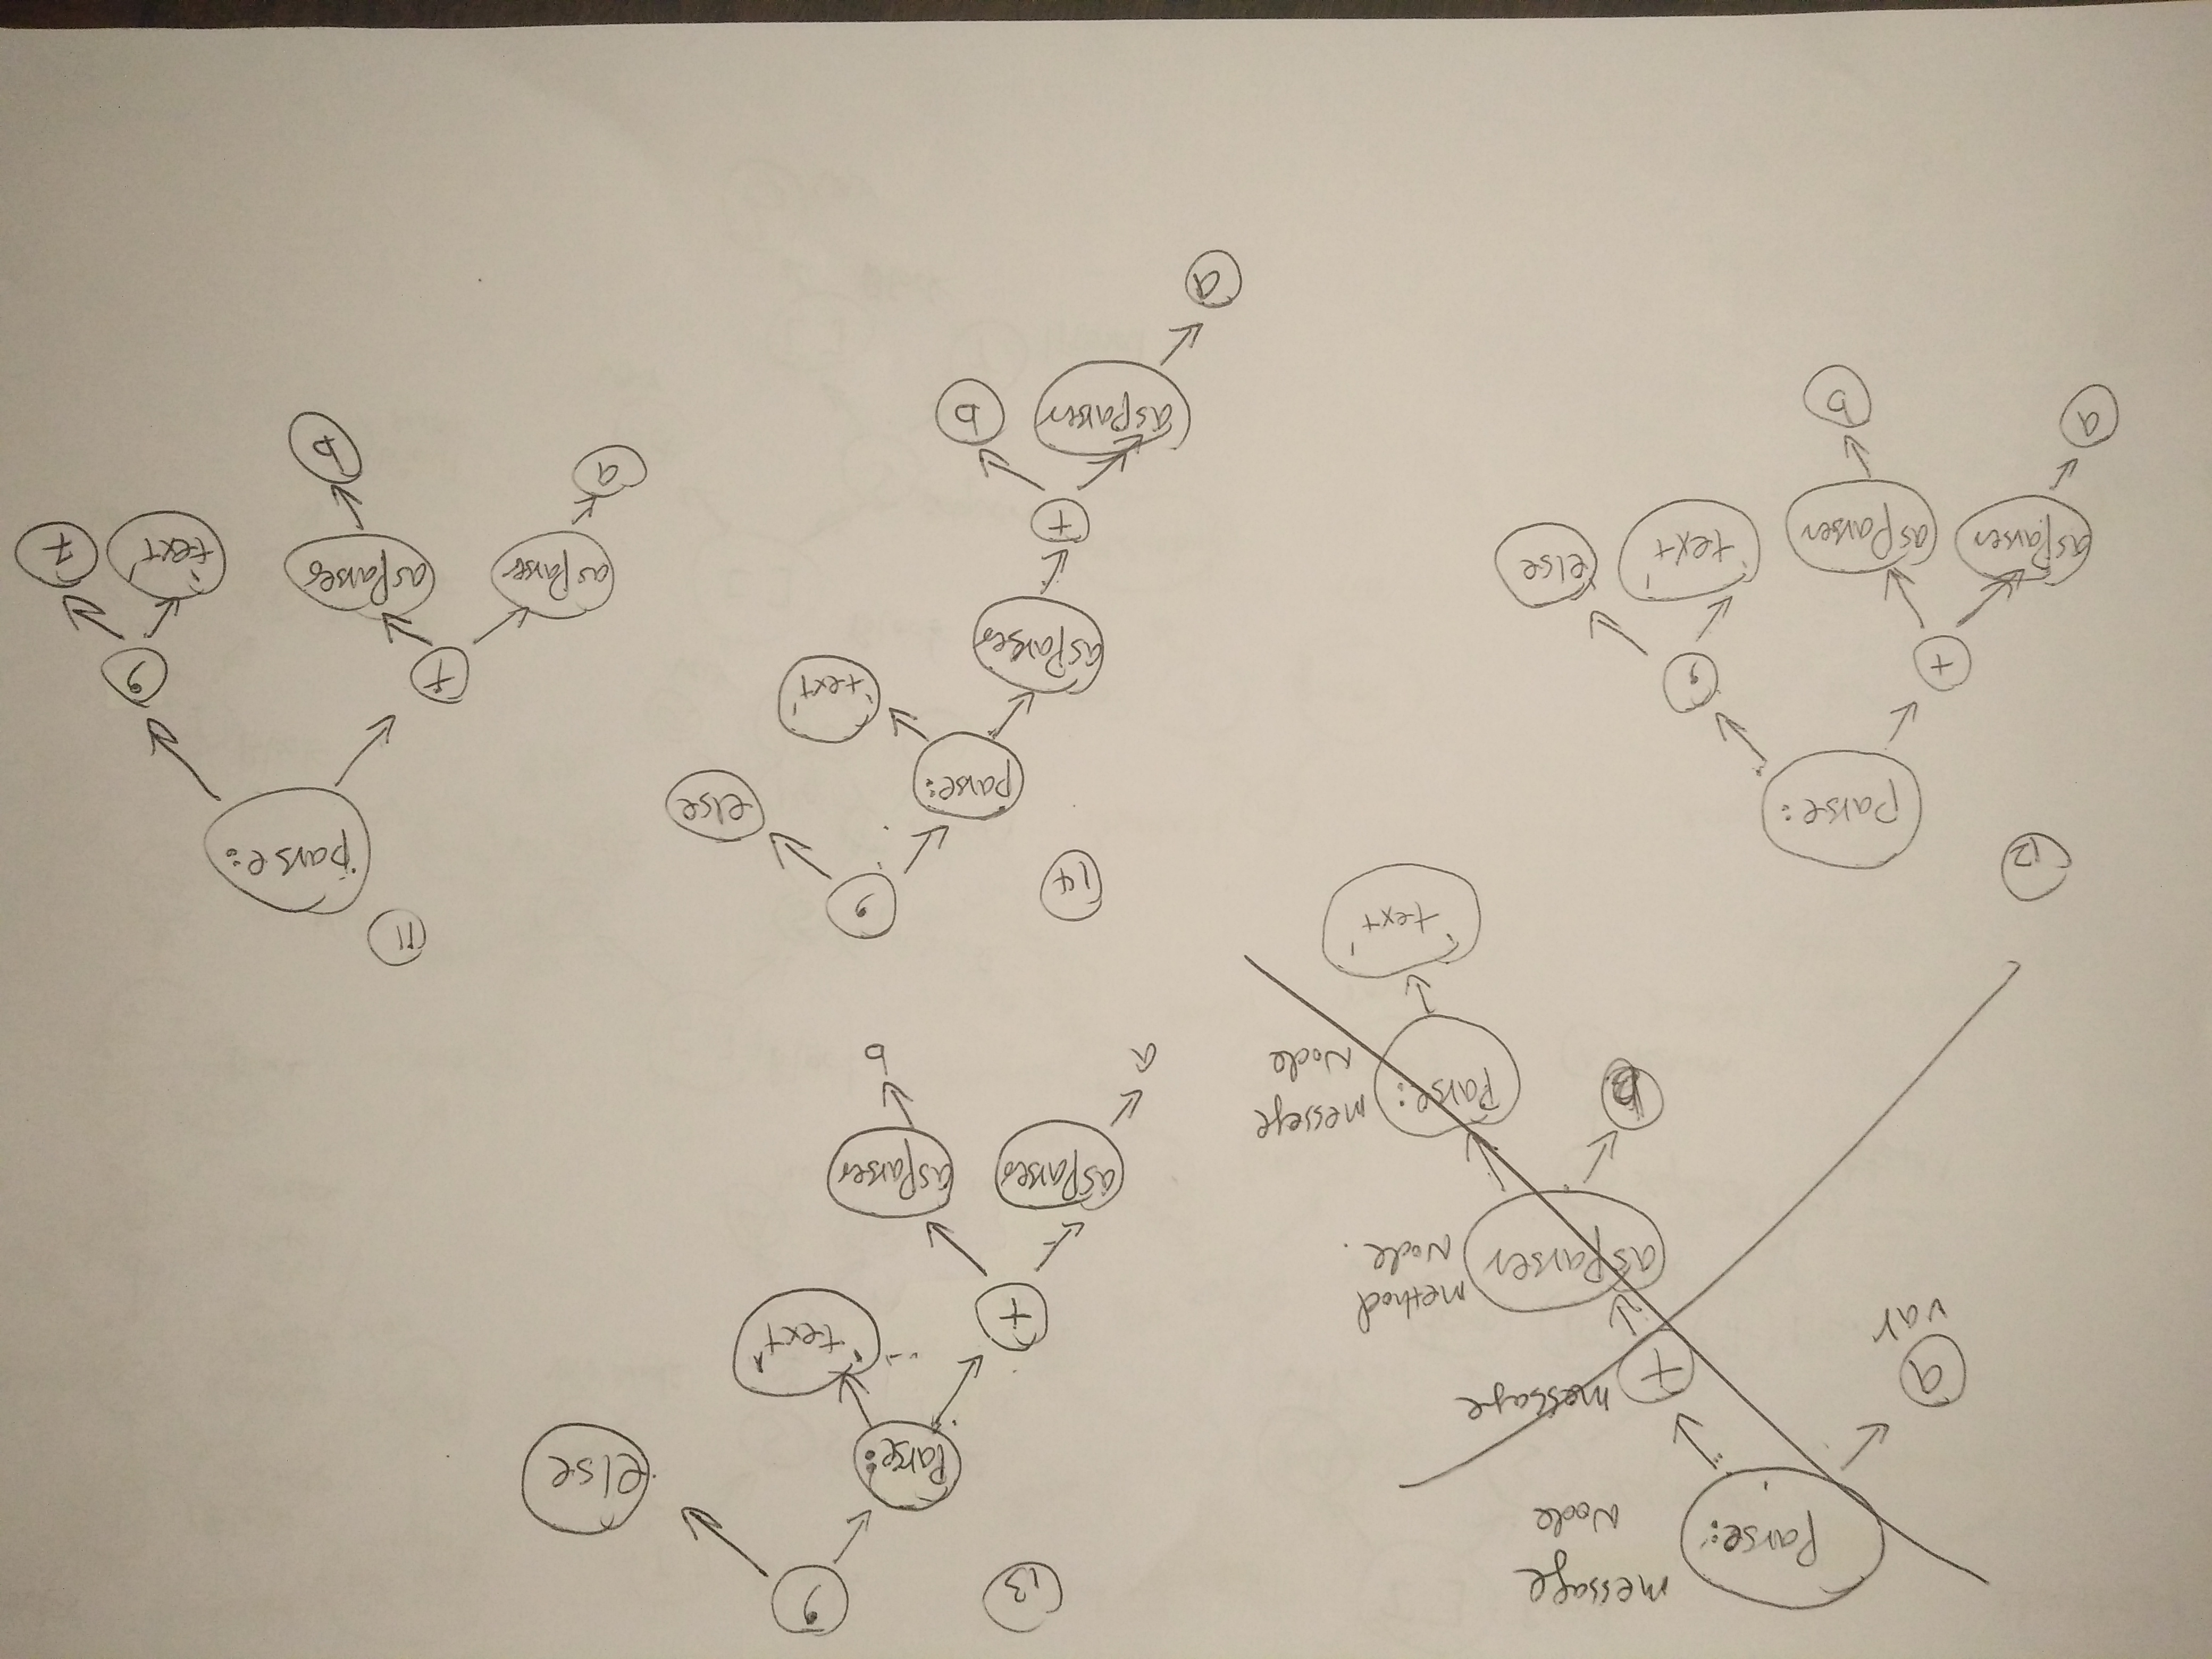 Parse:
message
Node
a
var
+
message
asParser
method
Node.
Parse:
message
Node
'text'
13
,
Parse:
else
+
'text'
asParser
asParser
a
b
12
Parse:
+
,
asParser
asParser
'text'
else
a
b
14
,
parse:
else
asParser
'text'
+
asParser
b
a
11
parse:
+
,
asParser
asParser
'text'
7
a
b